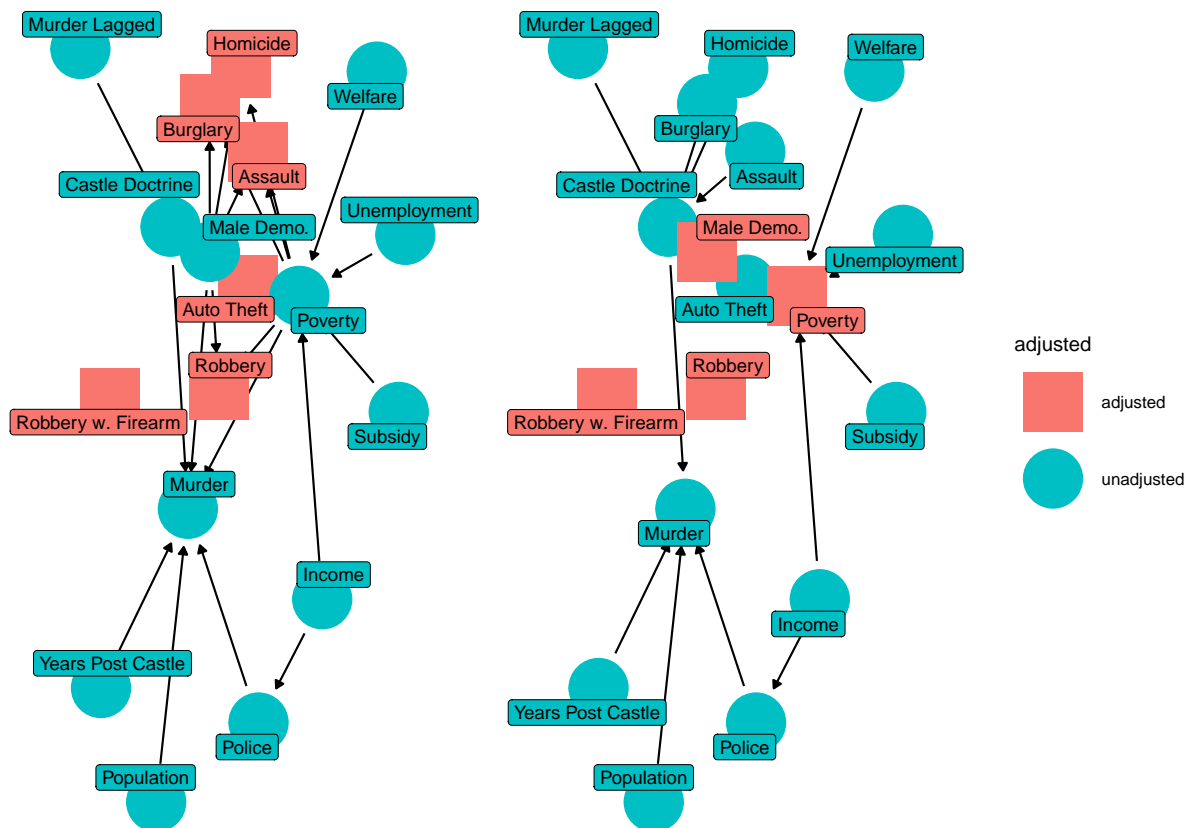 Murder Lagged
Homicide
Welfare
Burglary
Assault
Castle Doctrine
Male Demo.
Unemployment
Auto Theft
Poverty
Robbery
Robbery w. Firearm
Subsidy
Murder
Income
Years Post Castle
Police
Population
Murder Lagged
Homicide
Welfare
Burglary
Assault
Castle Doctrine
Male Demo.
Unemployment
Auto Theft
Poverty
Robbery
Robbery w. Firearm
Subsidy
Murder
Income
Years Post Castle
Police
Population
adjusted
adjusted
unadjusted